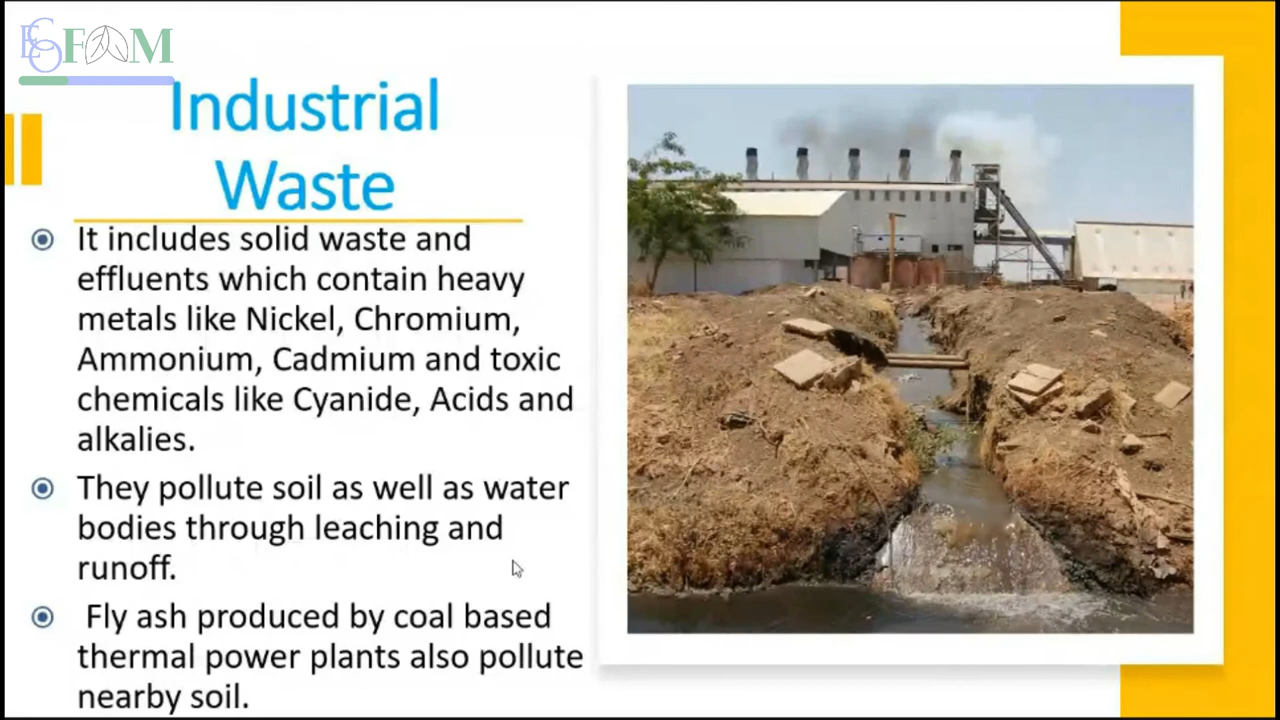 ECOFAM
Industrial
Waste
It includes solid waste and
effluents which contain heavy
metals like Nickel, Chromium,
Ammonium, Cadmium and toxic
chemicals like Cyanide, Acids and
alkalies.
They pollute soil as well as water
bodies through leaching and
runoff.
Fly ash produced by coal based
thermal power plants also pollute
nearby soil.